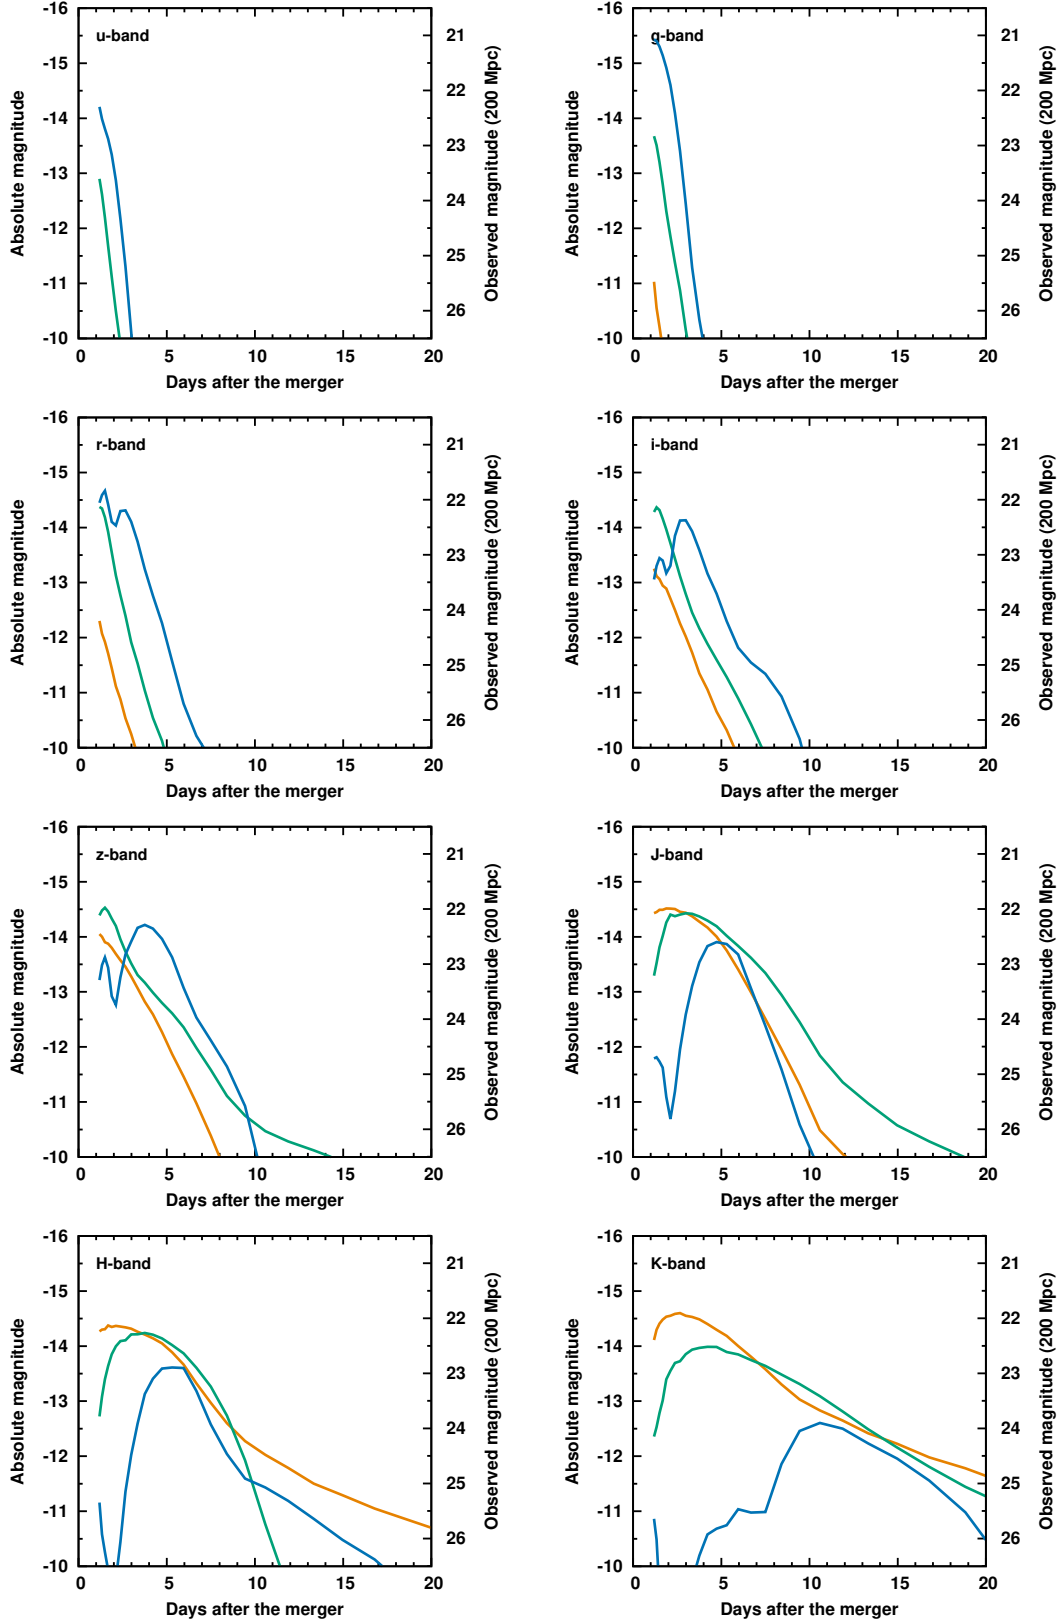 -16
-15
-14
-13
-12
-11
-10
u-band
21
22
23
24
25
26
0 5 10 15 20
Absolute magnitude
Observed magnitude (200 Mpc)
Days after the merger
-16
-15
-14
-13
-12
-11
-10
g-band
21
22
23
24
25
26
0 5 10 15 20
Absolute magnitude
Observed magnitude (200 Mpc)
Days after the merger
-16
-15
-14
-13
-12
-11
-10
r-band
21
22
23
24
25
26
0 5 10 15 20
Absolute magnitude
Observed magnitude (200 Mpc)
Days after the merger
-16
-15
-14
-13
-12
-11
-10
i-band
21
22
23
24
25
26
0 5 10 15 20
Absolute magnitude
Observed magnitude (200 Mpc)
Days after the merger
-16
-15
-14
-13
-12
-11
-10
z-band
21
22
23
24
25
26
0 5 10 15 20
Absolute magnitude
Observed magnitude (200 Mpc)
Days after the merger
-16
-15
-14
-13
-12
-11
-10
J-band
21
22
23
24
25
26
0 5 10 15 20
Absolute magnitude
Observed magnitude (200 Mpc)
Days after the merger
-16
-15
-14
-13
-12
-11
-10
H-band
21
22
23
24
25
26
0 5 10 15 20
Absolute magnitude
Observed magnitude (200 Mpc)
Days after the merger
-16
-15
-14
-13
-12
-11
-10
K-band
21
22
23
24
25
26
0 5 10 15 20
Absolute magnitude
Observed magnitude (200 Mpc)
Days after the merger